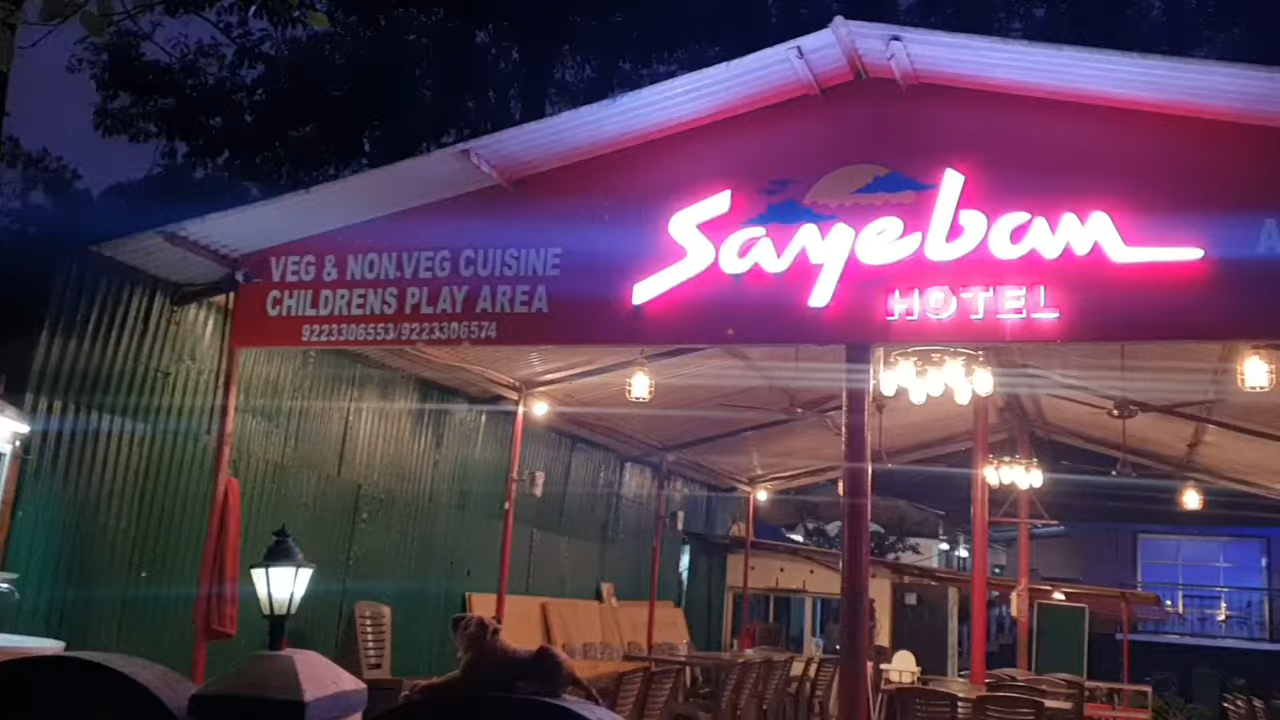 VEG & NON.VEG CUISINE
CHILDRENS PLAY AREA
9223306553/9223306574
Sayeban
HOTEL
A